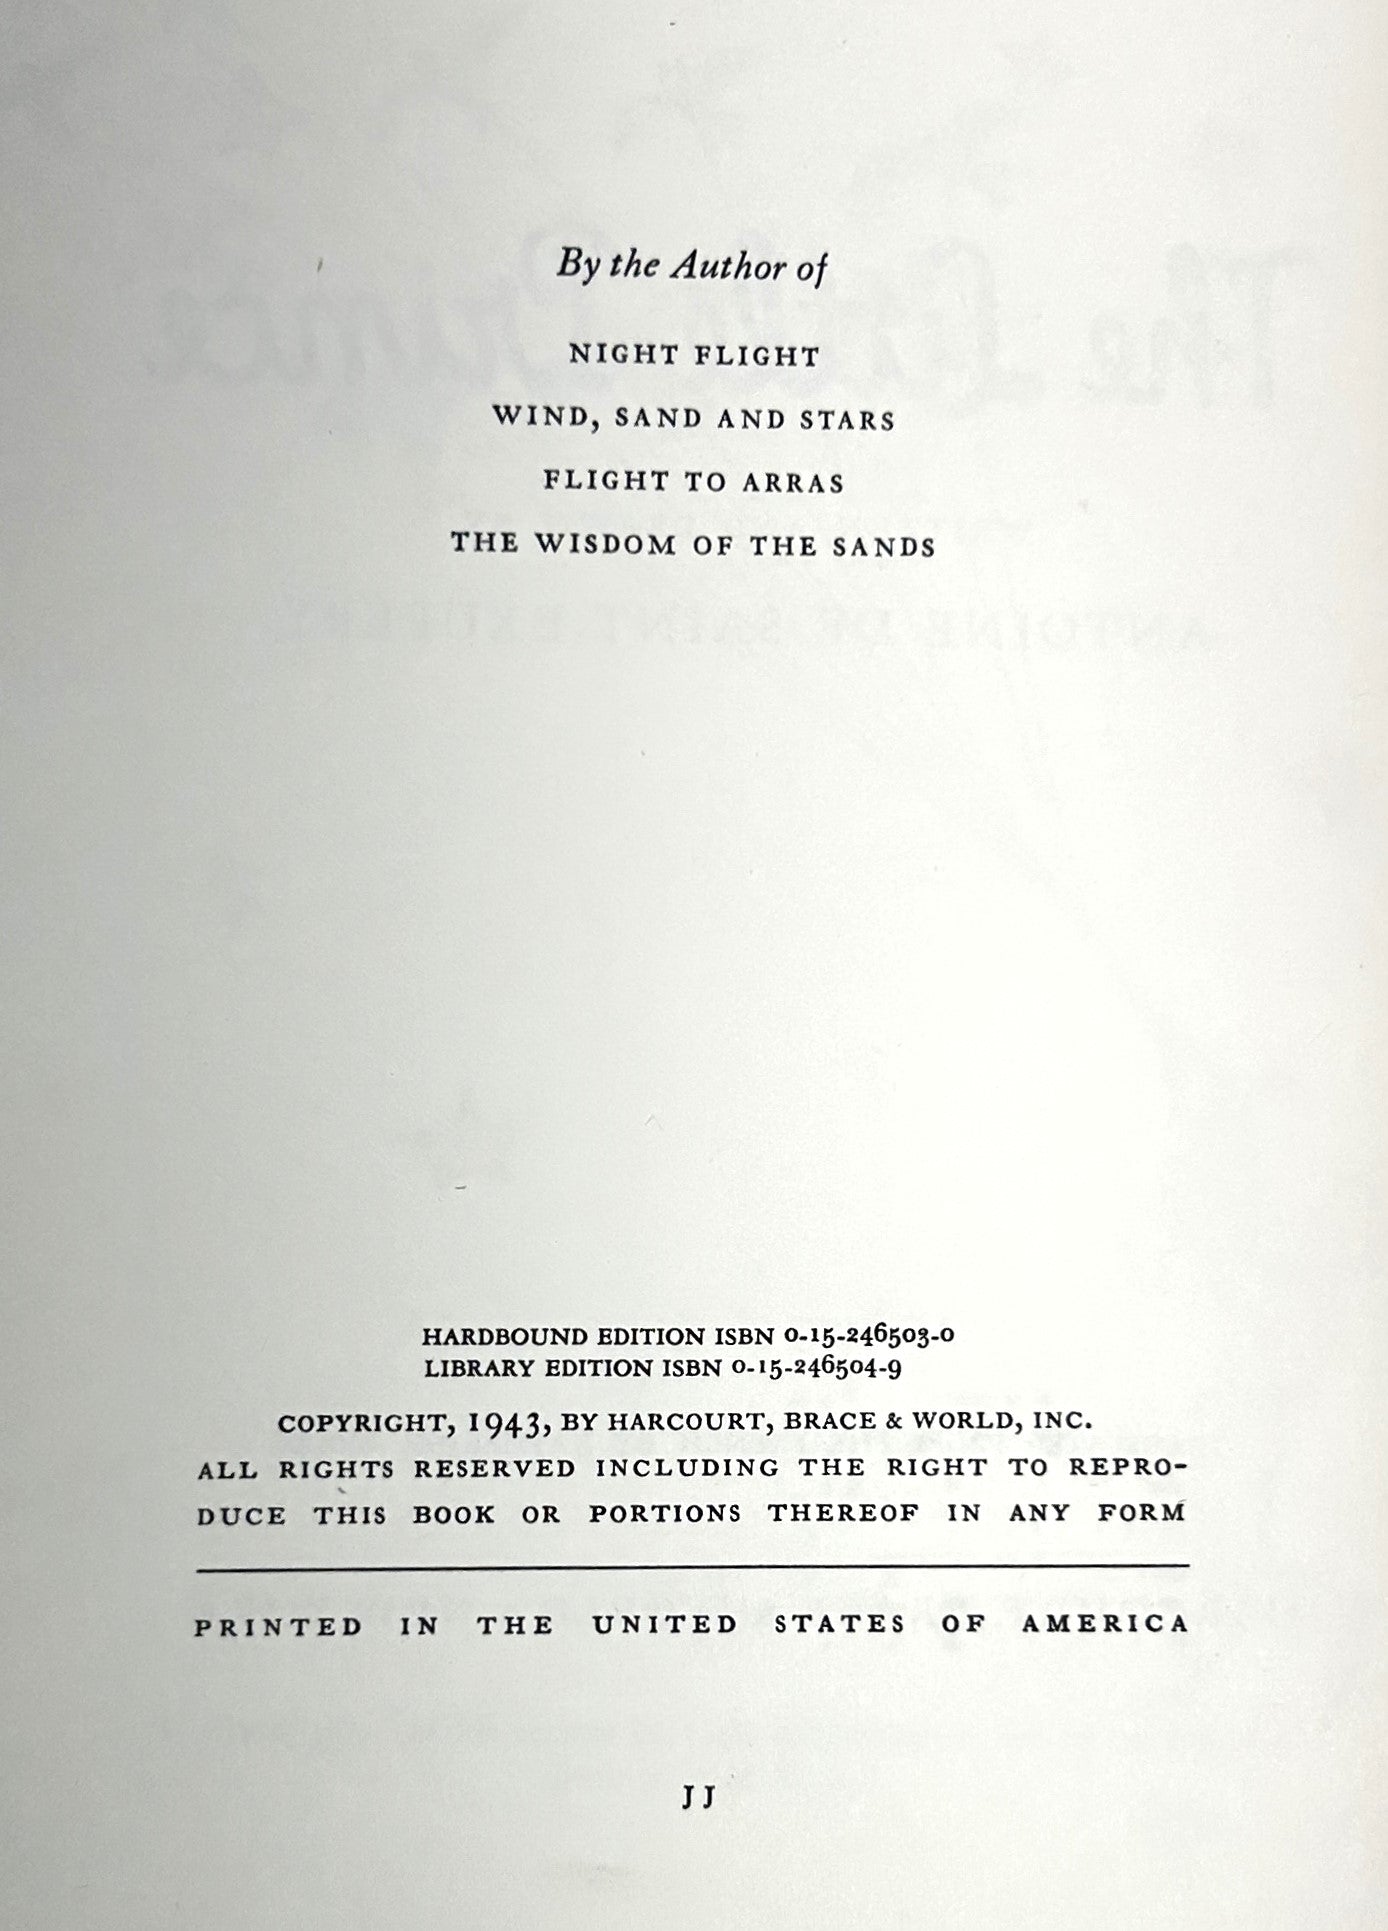 By the Author of
NIGHT FLIGHT
WIND, SAND AND STARS
FLIGHT TO ARRAS
THE WISDOM OF THE SANDS
HARDBOUND EDITION ISBN 0-15-246503-0
LIBRARY EDITION ISBN 0-15-246504-9
COPYRIGHT, 1943, BY HARCOURT, BRACE & WORLD, INC.
ALL RIGHTS RESERVED INCLUDING THE RIGHT TO REPRO-
DUCE THIS BOOK OR PORTIONS THEREOF IN ANY FORM
PRINTED IN THE UNITED STATES OF AMERICA
JJ